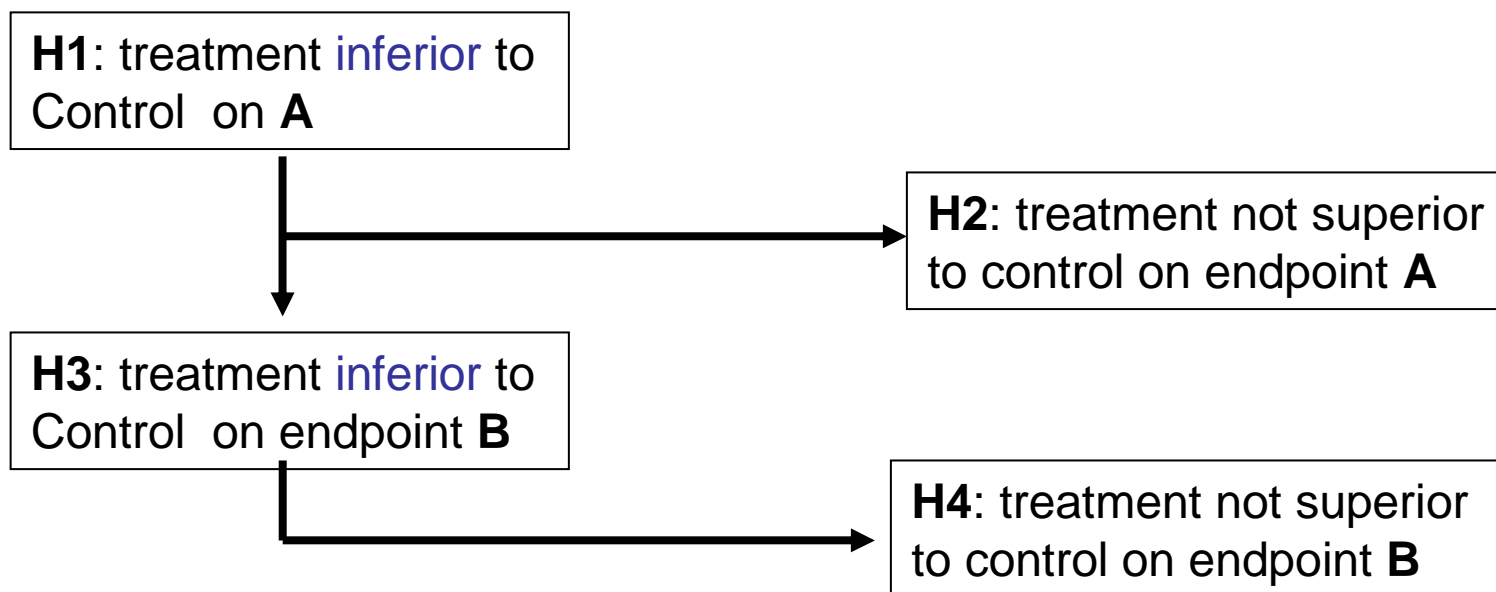 H1: treatment inferior to
Control on A
H2: treatment not superior
to control on endpoint A
H3: treatment inferior to
Control on endpoint B
H4: treatment not superior
to control on endpoint B